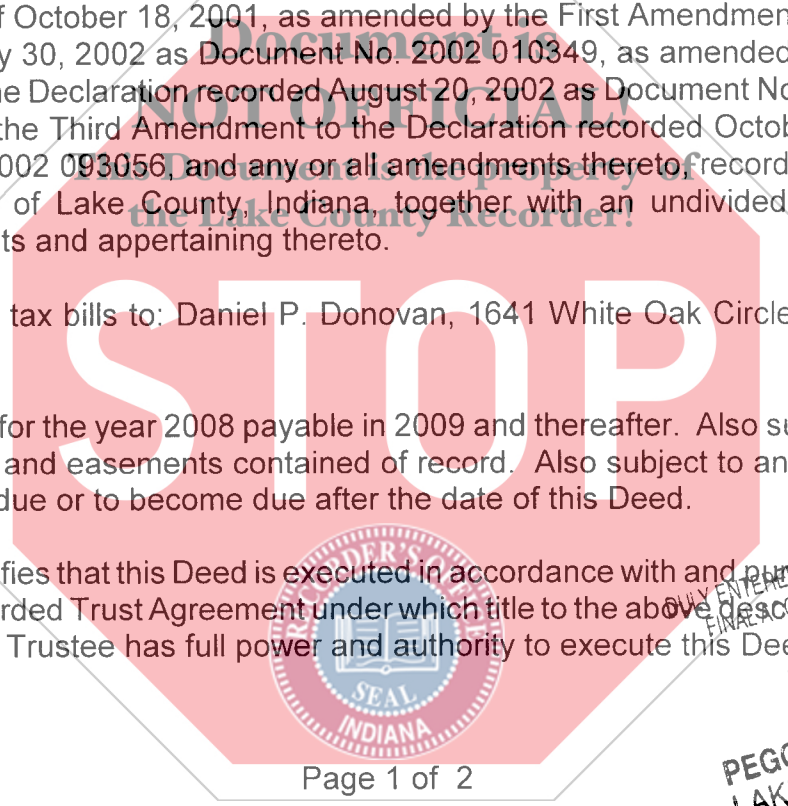 f October 18, 2001, as amended by the First Amendmen
y 30, 2002 as Document No. 2002 010349, as amended
ne Declaration recorded August 20, 2002 as Document No
the Third Amendment to the Declaration recorded Octob
002 093056, and any or all amendments thereto, record
of Lake County, Indiana, together with an undivided
ts and appertaining thereto.
Document is
NOT OFFICIAL!
This Document is the property of
the Lake County Recorder!
tax bills to: Daniel P. Donovan, 1641 White Oak Circle
STOP
for the year 2008 payable in 2009 and thereafter. Also su
and easements contained of record. Also subject to an
due or to become due after the date of this Deed.
fies that this Deed is executed in accordance with and pur
rded Trust Agreement under which title to the above desc
Trustee has full power and authority to execute this Dee
RECORDER'S OFFICE
SEAL
INDIANA
DULY ENTERE
FINAL ACC
Page 1 of 2
PEGG
LAK